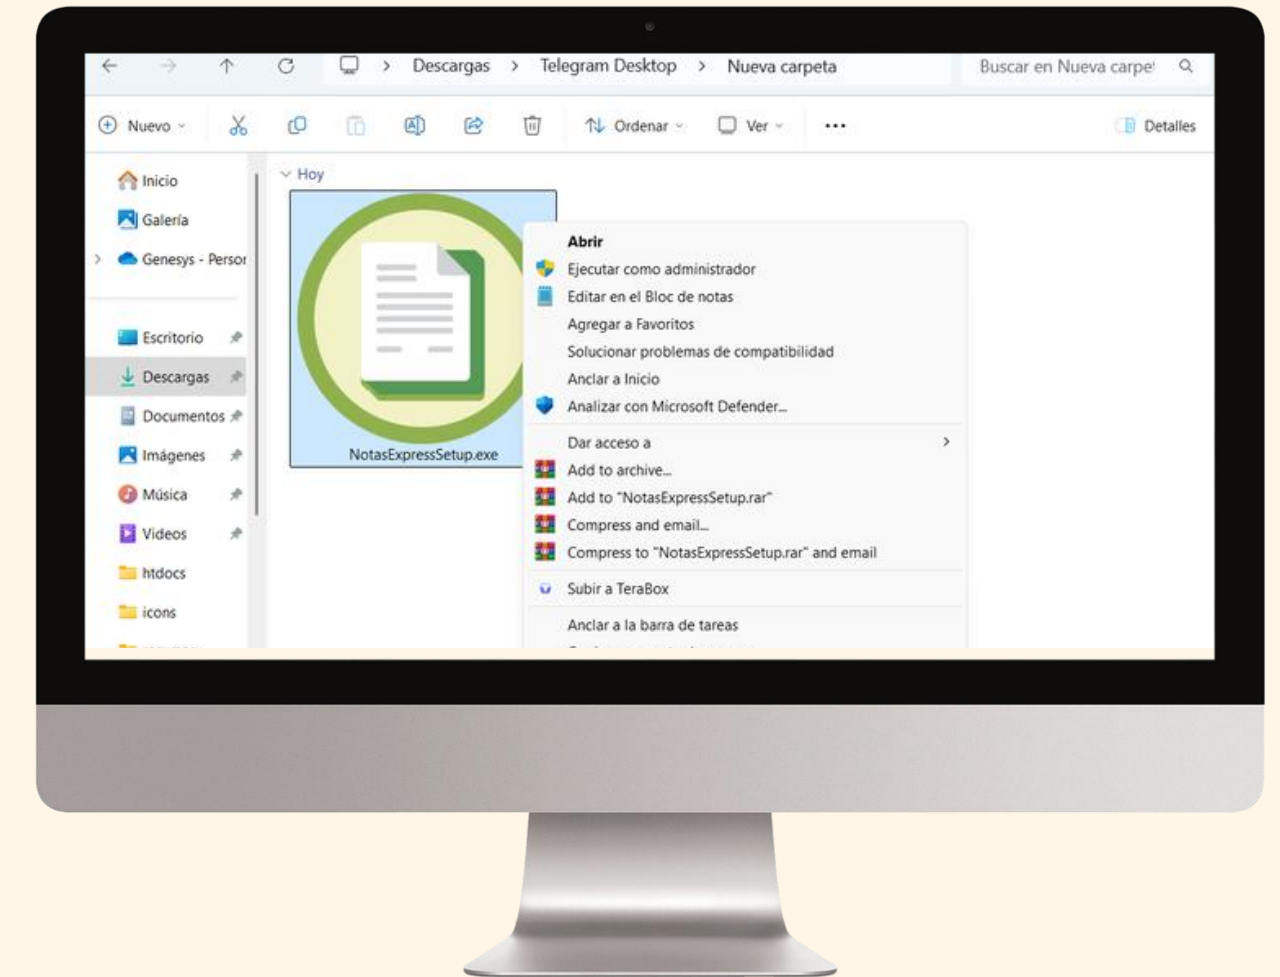 Descargas > Telegram Desktop > Nueva carpeta
Buscar en Nueva carpe
Nuevo
Ordenar
Ver
Detalles
Inicio
Galería
Genesys - Persor
Escritorio
Descargas
Documentos
Imágenes
Música
Videos
htdocs
icons
Hoy
NotasExpressSetup.exe
Abrir
Ejecutar como administrador
Editar en el Bloc de notas
Agregar a Favoritos
Solucionar problemas de compatibilidad
Anclar a Inicio
Analizar con Microsoft Defender...
Dar acceso a
Add to archive...
Add to "NotasExpressSetup.rar"
Compress and email...
Compress to "NotasExpressSetup.rar" and email
Subir a TeraBox
Anclar a la barra de tareas